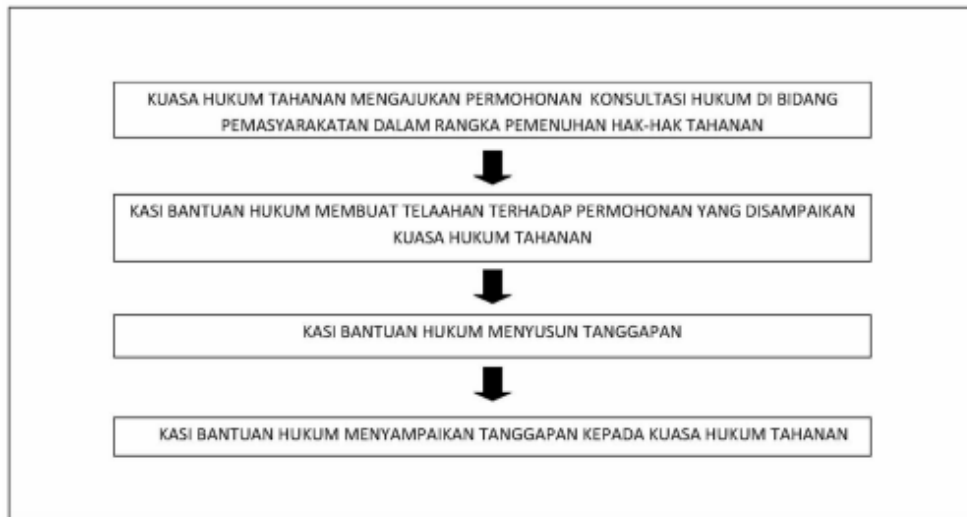 KUASA HUKUM TAHANAN MENGAJUKAN PERMOHONAN KONSULTASI HUKUM DI BIDANG
PEMASYARAKATAN DALAM RANGKA PEMENUHAN HAK-HAK TAHANAN
KASI BANTUAN HUKUM MEMBUAT TELAAHAN TERHADAP PERMOHONAN YANG DISAMPAIKAN
KUASA HUKUM TAHANAN
KASI BANTUAN HUKUM MENYUSUN TANGGAPAN
KASI BANTUAN HUKUM MENYAMPAIKAN TANGGAPAN KEPADA KUASA HUKUM TAHANAN